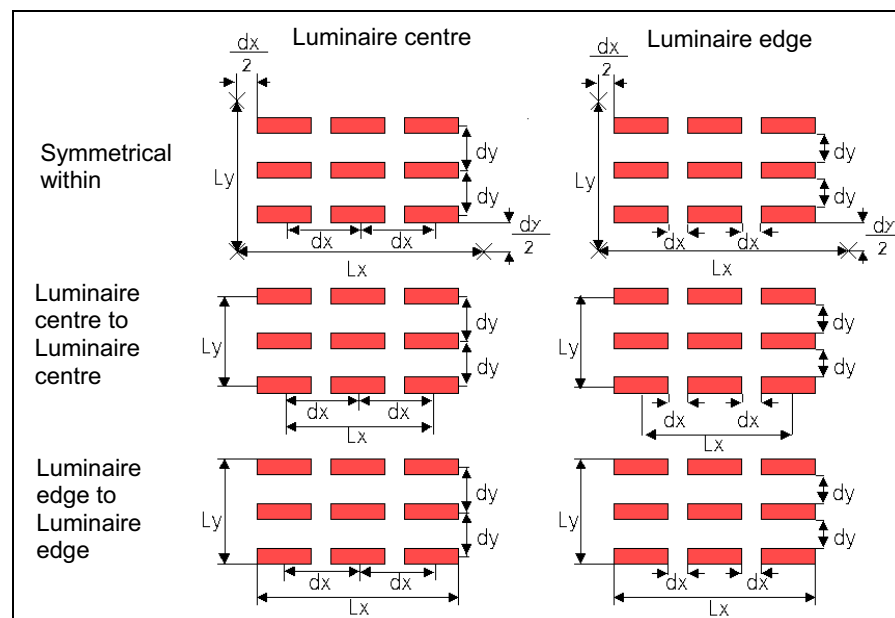 Luminaire centre
Luminaire edge
dx
2
dx
2
Symmetrical
within
Ly
dy
dy
dx
dx
dy
2
Lx
Ly
dy
dy
dx
dx
dy
2
Lx
Luminaire
centre to
Luminaire
centre
Ly
dy
dy
dx
dx
Lx
Ly
dy
dy
dx
dx
Lx
Luminaire
edge to
Luminaire
edge
Ly
dy
dy
dx
dx
Lx
Ly
dy
dy
dx
dx
Lx